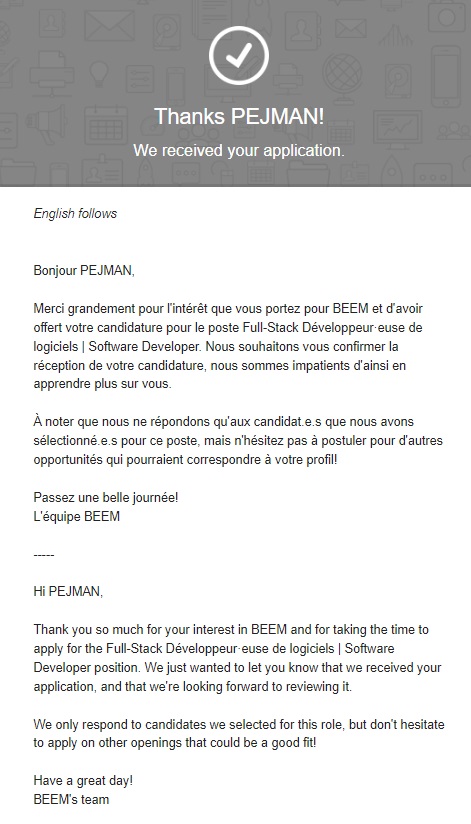 Thanks PEJMAN!
We received your application.
English follows
Bonjour PEJMAN,
Merci grandement pour l'intérêt que vous portez pour BEEM et d'avoir
offert votre candidature pour le poste Full-Stack Développeur·euse de
logiciels | Software Developer. Nous souhaitons vous confirmer la
réception de votre candidature, nous sommes impatients d'ainsi en
apprendre plus sur vous.
À noter que nous ne répondons qu'aux candidat.e.s que nous avons
sélectionné.e.s pour ce poste, mais n'hésitez pas à postuler pour d'autres
opportunités qui pourraient correspondre à votre profil!
Passez une belle journée!
L'équipe BEEM
-----
Hi PEJMAN,
Thank you so much for your interest in BEEM and for taking the time to
apply for the Full-Stack Développeur·euse de logiciels | Software
Developer position. We just wanted to let you know that we received your
application, and that we're looking forward to reviewing it.
We only respond to candidates we selected for this role, but don't hesitate
to apply on other openings that could be a good fit!
Have a great day!
BEEM's team